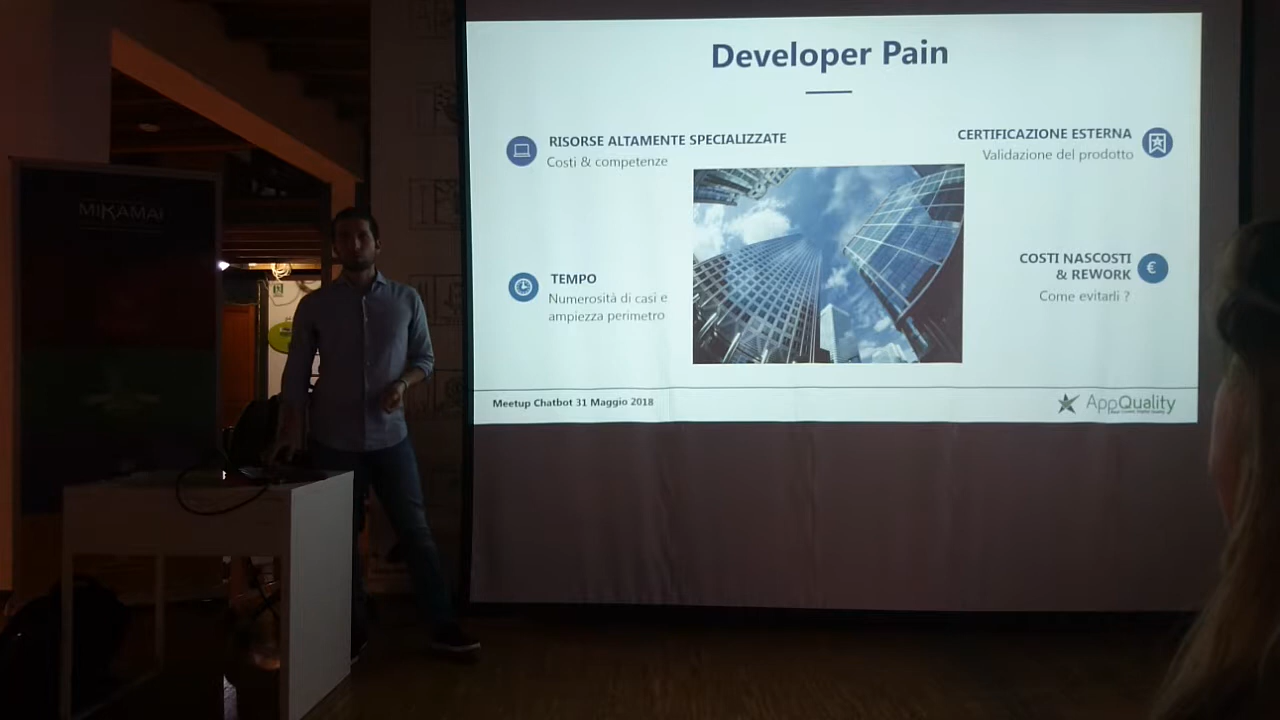 MIKAMAI
Developer Pain
RISORSE ALTAMENTE SPECIALIZZATE
Costi & competenze
CERTIFICAZIONE ESTERNA
Validazione del prodotto
TEMPO
Numerosità di casi e
ampiezza perimetro
COSTI NASCOSTI
& REWORK
Come evitarli ?
€
Meetup Chatbot 31 Maggio 2018
AppQuality